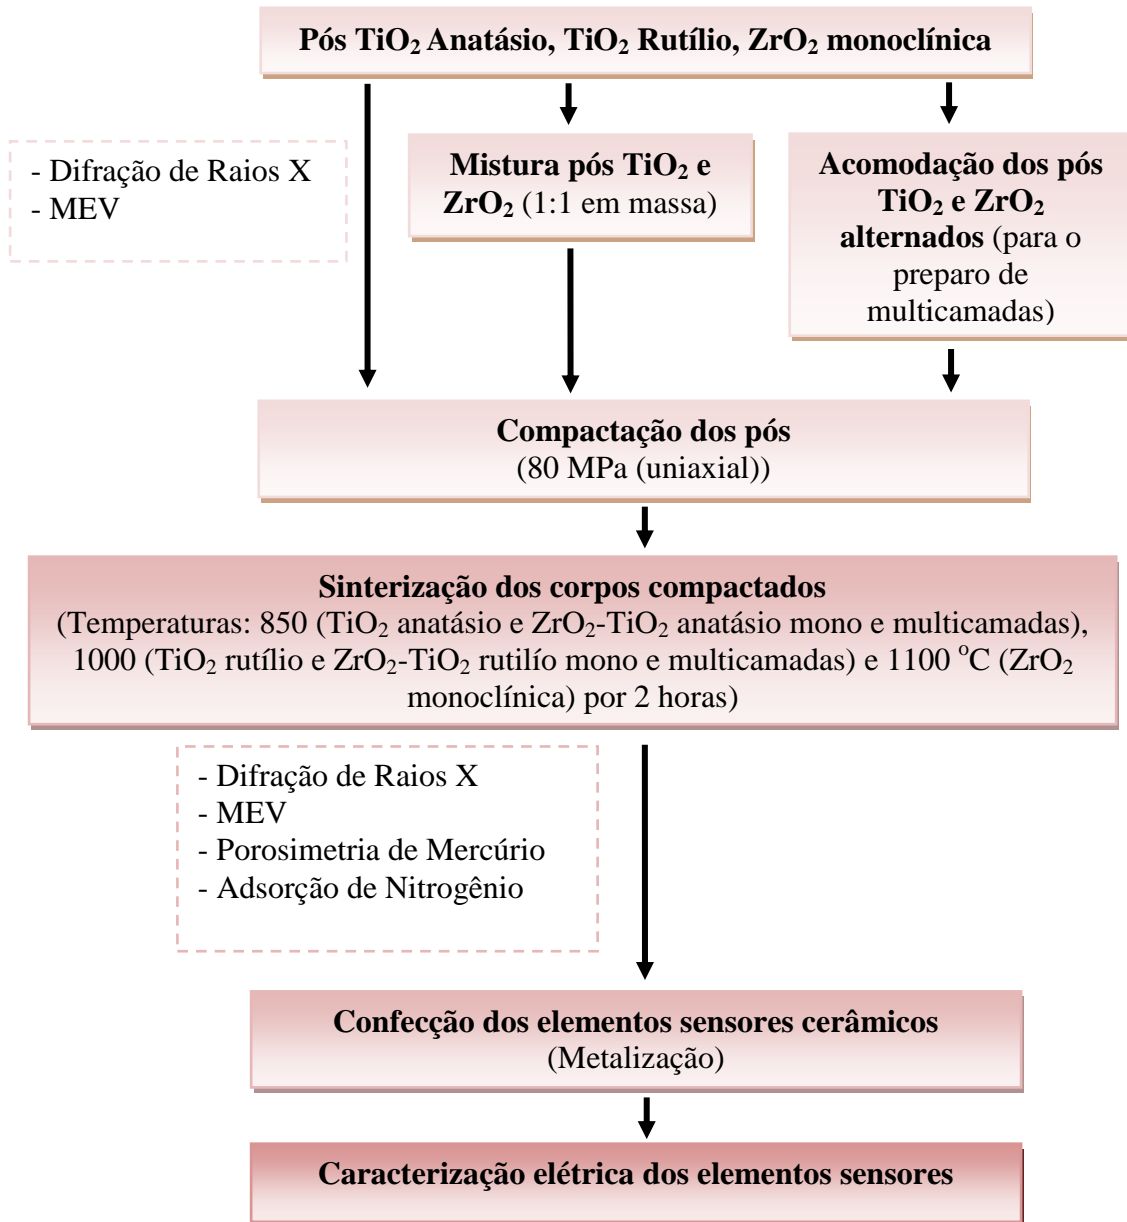 Pós TiO₂ Anatásio, TiO₂ Rutílio, ZrO₂ monoclínica
- Difração de Raios X
- MEV
Mistura pós TiO₂ e
ZrO₂ (1:1 em massa)
Acomodação dos pós
TiO₂ e ZrO₂
alternados (para o
preparo de
multicamadas)
Compactação dos pós
(80 MPa (uniaxial))
Sinterização dos corpos compactados
(Temperaturas: 850 (TiO₂ anatásio e ZrO₂-TiO₂ anatásio mono e multicamadas),
1000 (TiO₂ rutílio e ZrO₂-TiO₂ rutilío mono e multicamadas) e 1100 °C (ZrO₂
monoclínica) por 2 horas)
- Difração de Raios X
- MEV
- Porosimetria de Mercúrio
- Adsorção de Nitrogênio
Confecção dos elementos sensores cerâmicos
(Metalização)
Caracterização elétrica dos elementos sensores